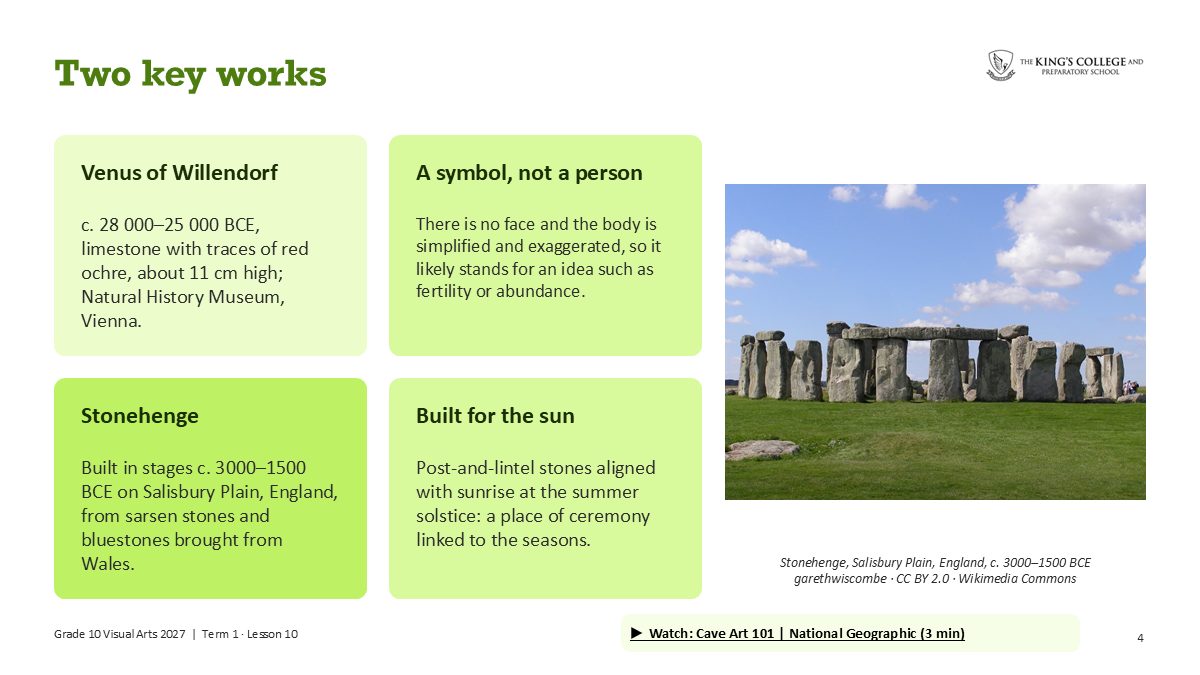 Two key works
THE KING'S COLLEGE AND
PREPARATORY SCHOOL
Venus of Willendorf
c. 28 000–25 000 BCE,
limestone with traces of red
ochre, about 11 cm high;
Natural History Museum,
Vienna.
A symbol, not a person
There is no face and the body is
simplified and exaggerated, so it
likely stands for an idea such as
fertility or abundance.
Stonehenge
Built in stages c. 3000–1500
BCE on Salisbury Plain, England,
from sarsen stones and
bluestones brought from
Wales.
Built for the sun
Post-and-lintel stones aligned
with sunrise at the summer
solstice: a place of ceremony
linked to the seasons.
Stonehenge, Salisbury Plain, England, c. 3000–1500 BCE
garethwiscombe · CC BY 2.0 · Wikimedia Commons
Grade 10 Visual Arts 2027 | Term 1 · Lesson 10
▶ Watch: Cave Art 101 | National Geographic (3 min)
4